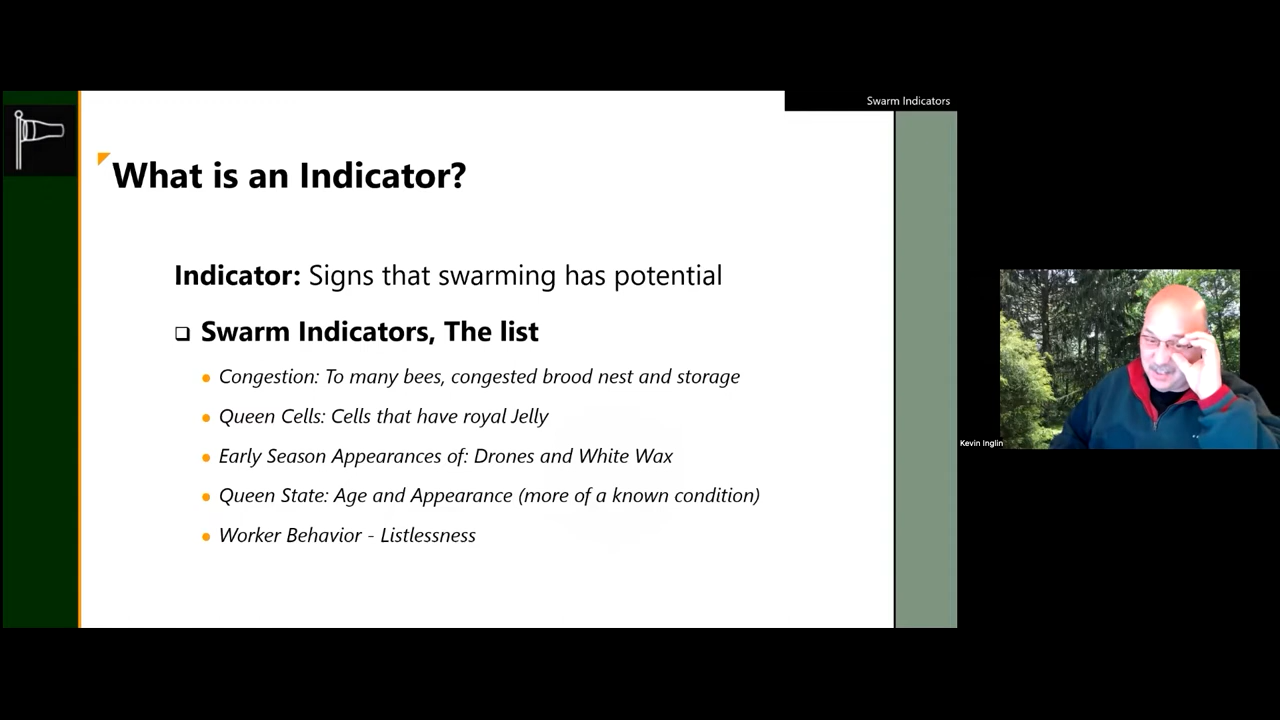 Swarm Indicators
What is an Indicator?
Indicator: Signs that swarming has potential
Swarm Indicators, The list
Congestion: To many bees, congested brood nest and storage
Queen Cells: Cells that have royal Jelly
Early Season Appearances of: Drones and White Wax
Queen State: Age and Appearance (more of a known condition)
Worker Behavior - Listlessness
Kevin Inglin